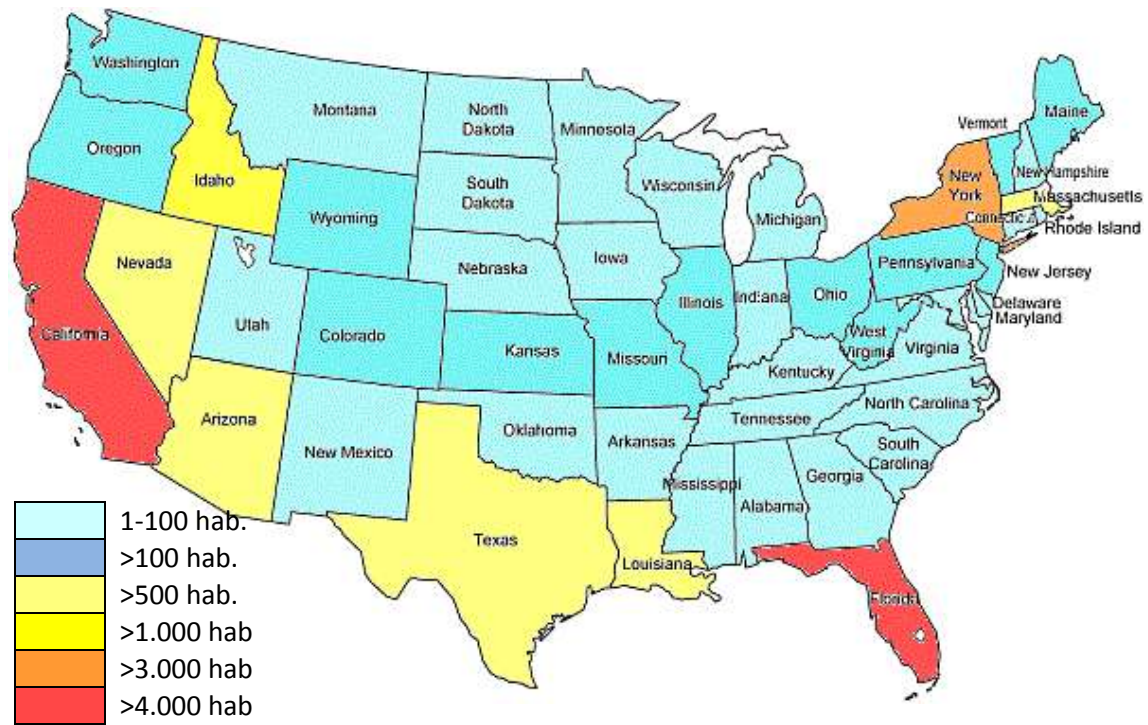 Washington
Montana
North
Dakota
Minnesota
Vermont
Maine
Oregon
Idaho
South
Dakota
Wisconsin
Michigan
New
York
New Hampshire
Massachusetts
Wyoming
Connectic
Rhode Island
Nevada
Nebraska
Iowa
Pennsylvania
New Jersey
Utah
Illinois
Indiana
Ohio
Delaware
Maryland
California
Colorado
Kansas
Missouri
West
Virginia
Virginia
Kentucky
Arizona
New Mexico
Oklahoma
Arkansas
Tennessee
North Carolina
South
Carolina
Mississippi
Alabama
Georgia
Texas
Louisiana
Florida
1-100 hab.
>100 hab.
>500 hab.
>1.000 hab
>3.000 hab
>4.000 hab